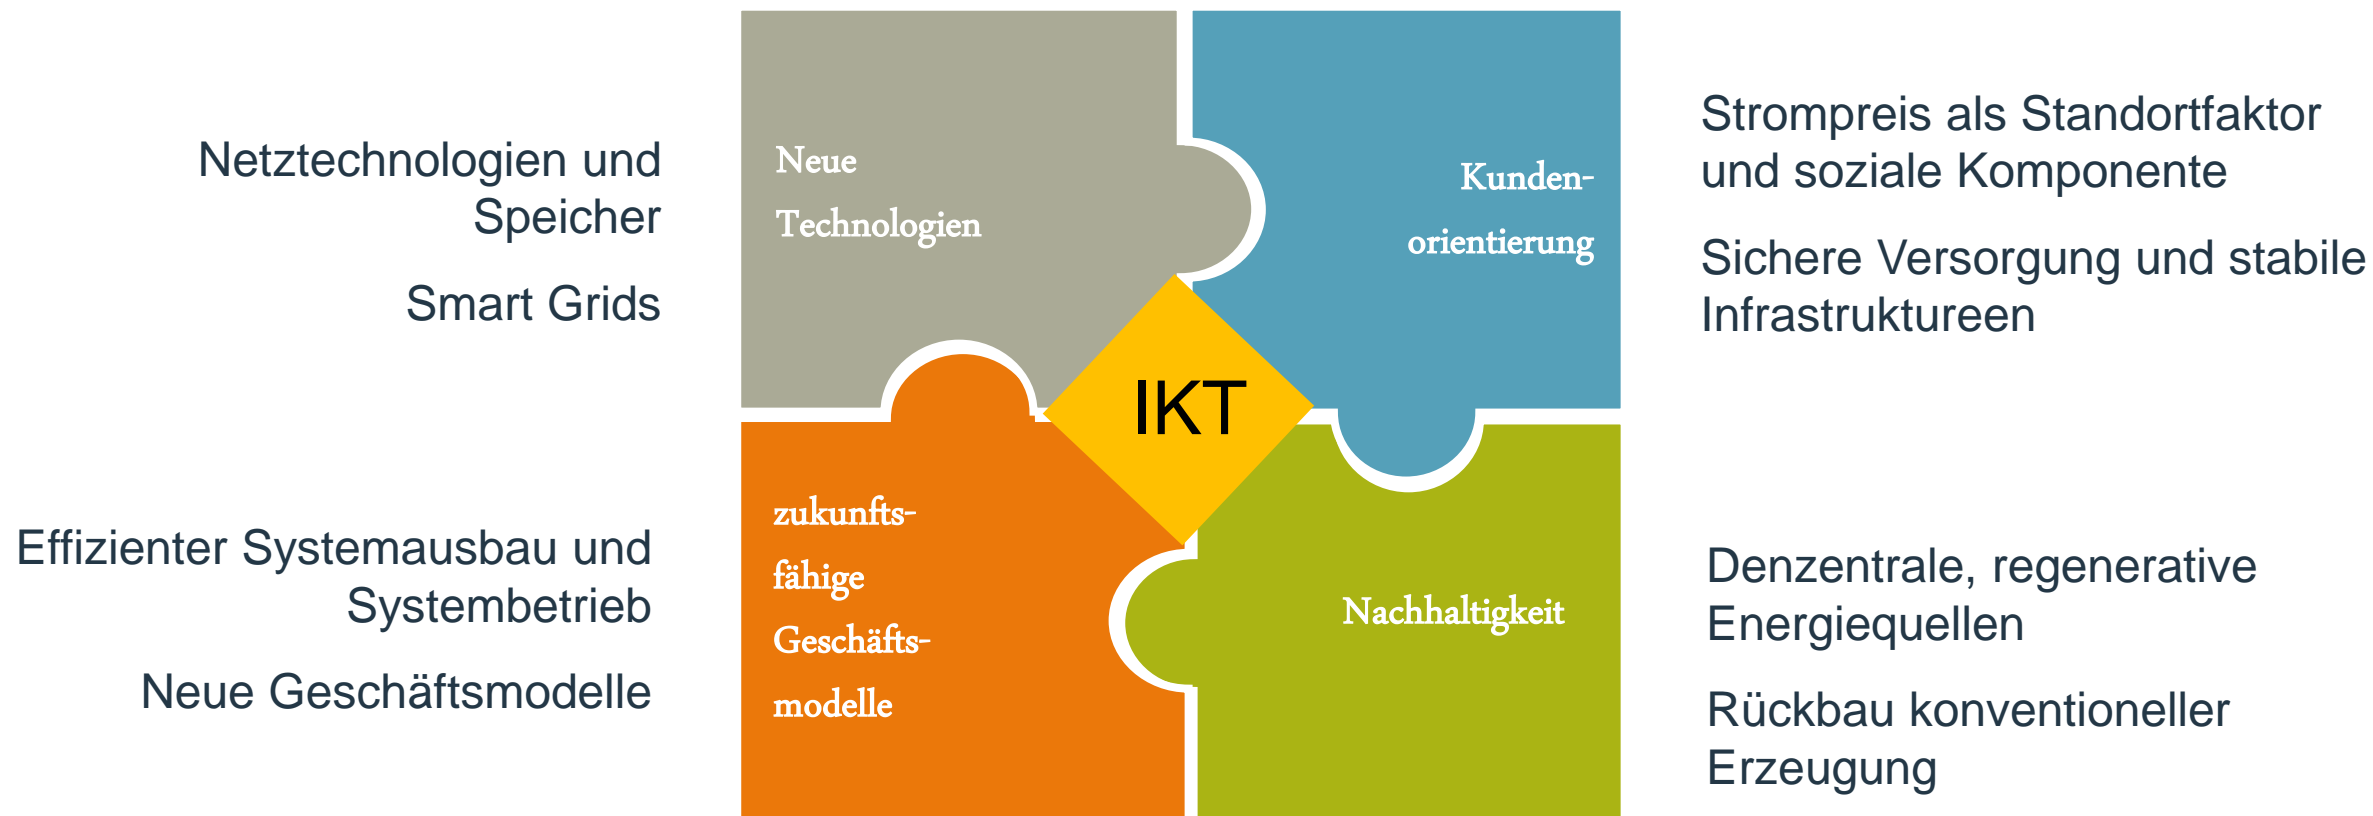 Netztechnologien und
Speicher
Smart Grids
Neue
Technologien
Kunden-
orientierung
Strompreis als Standortfaktor
und soziale Komponente
Sichere Versorgung und stabile
Infrastruktureen
IKT
Effizienter Systemausbau und
Systembetrieb
Neue Geschäftsmodelle
zukunfts-
fähige
Geschäfts-
modelle
Nachhaltigkeit
Denzentrale, regenerative
Energiequellen
Rückbau konventioneller
Erzeugung